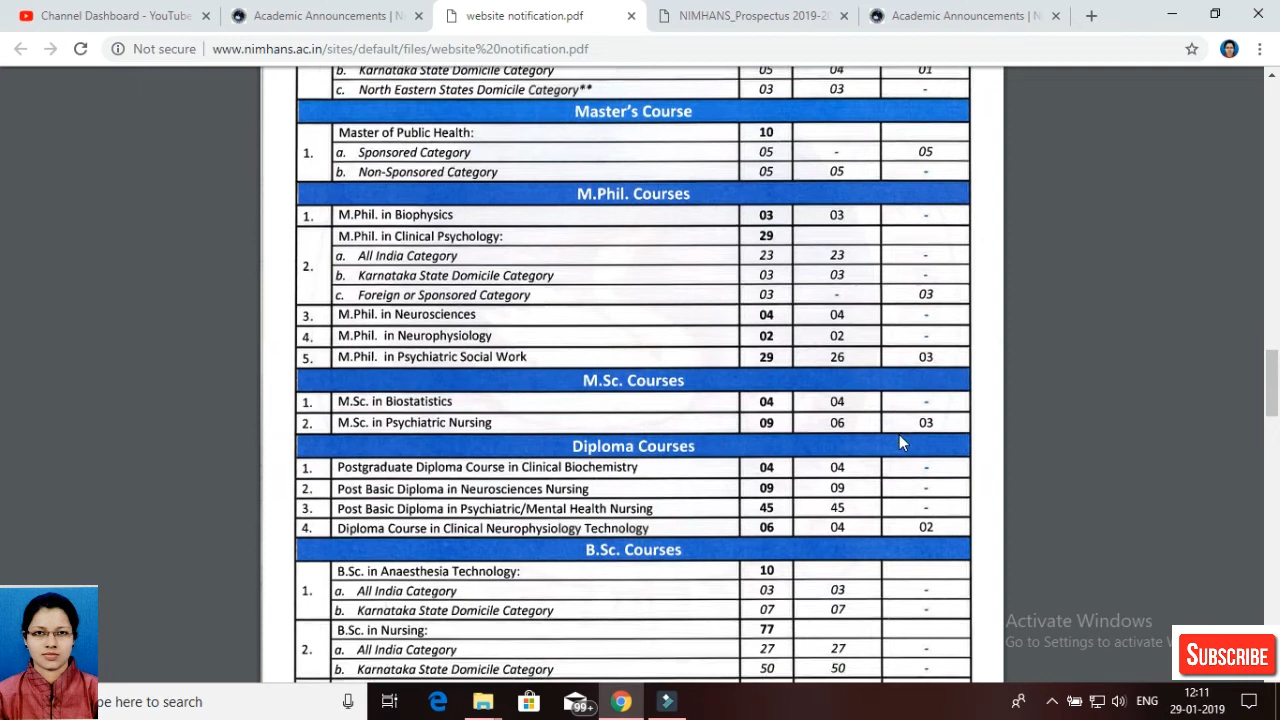 Channel Dashboard - YouTube
Academic Announcements | N
website notification.pdf
NIMHANS_Prospectus 2019-20
Academic Announcements | N
Not secure
www.nimhans.ac.in/sites/default/files/website%20notification.pdf
b. Karnataka State Domicile Category 05 04 01
c. North Eastern States Domicile Category** 03 03 -
Master's Course
1. Master of Public Health: 10
a. Sponsored Category 05 - 05
b. Non-Sponsored Category 05 05 -
M.Phil. Courses
1. M.Phil. in Biophysics 03 03 -
2. M.Phil. in Clinical Psychology: 29
a. All India Category 23 23 -
b. Karnataka State Domicile Category 03 03 -
c. Foreign or Sponsored Category 03 - 03
3. M.Phil. in Neurosciences 04 04 -
4. M.Phil. in Neurophysiology 02 02 -
5. M.Phil. in Psychiatric Social Work 29 26 03
M.Sc. Courses
1. M.Sc. in Biostatistics 04 04 -
2. M.Sc. in Psychiatric Nursing 09 06 03
Diploma Courses
1. Postgraduate Diploma Course in Clinical Biochemistry 04 04 -
2. Post Basic Diploma in Neurosciences Nursing 09 09 -
3. Post Basic Diploma in Psychiatric/Mental Health Nursing 45 45 -
4. Diploma Course in Clinical Neurophysiology Technology 06 04 02
B.Sc. Courses
1. B.Sc. in Anaesthesia Technology: 10
a. All India Category 03 03 -
b. Karnataka State Domicile Category 07 07 -
2. B.Sc. in Nursing: 77
a. All India Category 27 27 -
b. Karnataka State Domicile Category 50 50 -
Activate Windows
Go to Settings to activate W
SUBSCRIBE
pe here to search
99+
ENG
12:11
29-01-2019